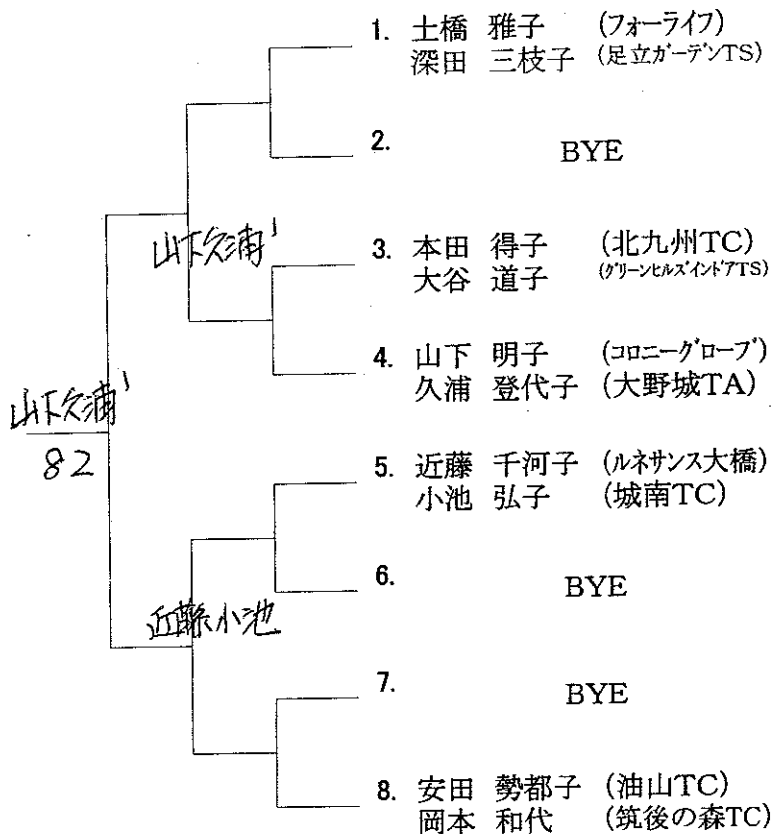 1. 土橋 雅子 (フォーライフ)
深田 三枝子 (足立ガーデンTS)
2. BYE
山下久浦
3. 本田 得子 (北九州TC)
大谷 道子 (グリーンヒルズインドアTS)
4. 山下 明子 (コロニーグローブ)
久浦 登代子 (大野城TA)
山下久浦
82
5. 近藤 千河子 (ルネサンス大橋)
小池 弘子 (城南TC)
6. BYE
近藤小池
7. BYE
8. 安田 勢都子 (油山TC)
岡本 和代 (筑後の森TC)